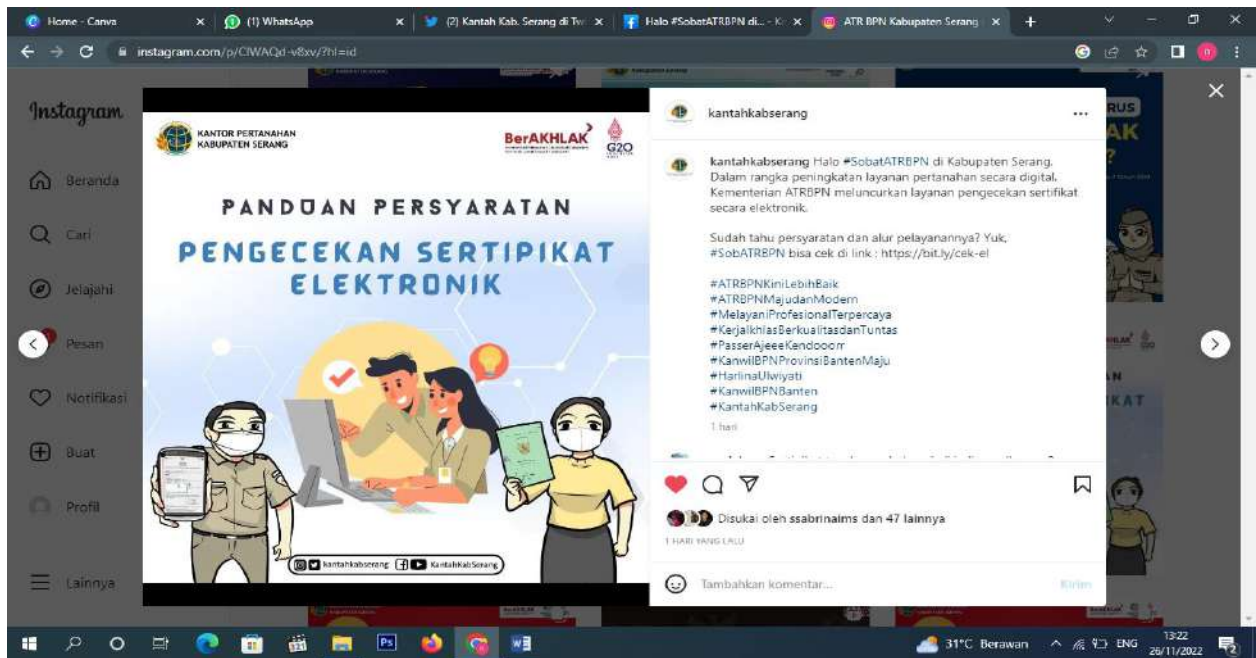 Home - Canva
(1) WhatsApp
(2) Kantah Kab. Serang di Tw
Halo #SobatATRBPN di... - K
ATR BPN Kabupaten Serang
instagram.com/p/ClWAQd-v8xv/?hl=id
Instagram
Beranda
Cari
Jelajahi
Pesan
Notifikasi
Buat
Profil
Lainnya
KANTOR PERTANAHAN
KABUPATEN SERANG
BerAKHLAK
G20
PANDUAN PERSYARATAN
PENGECEKAN SERTIPIKAT
ELEKTRONIK
kantahkabserang
KantahKabSerang
kantahkabserang
kantahkabserang Halo #SobatATRBPN di Kabupaten Serang.
Dalam rangka peningkatan layanan pertanahan secara digital,
Kementerian ATRBPN meluncurkan layanan pengecekan sertifikat
secara elektronik.
Sudah tahu persyaratan dan alur pelayanannya? Yuk,
#SobATRBPN bisa cek di link : https://bit.ly/cek-el
#ATRBPNKiniLebihBaik
#ATRBPNMajudanModern
#MelayaniProfesionalTerpercaya
#KerjaIkhlasBerkualitasdanTuntas
#PasserAjeeeKendooorr
#KanwilBPNProvinsiBantenMaju
#HarlinaUlwiyati
#KanwilBPNBanten
#KantahKabSerang
1 hari
Disukai oleh ssabrinaims dan 47 lainnya
1 HARI YANG LALU
Tambahkan komentar...
Kirim
RUS
AK
?
AN
IKAT
31°C Berawan
ENG
13:22
26/11/2022